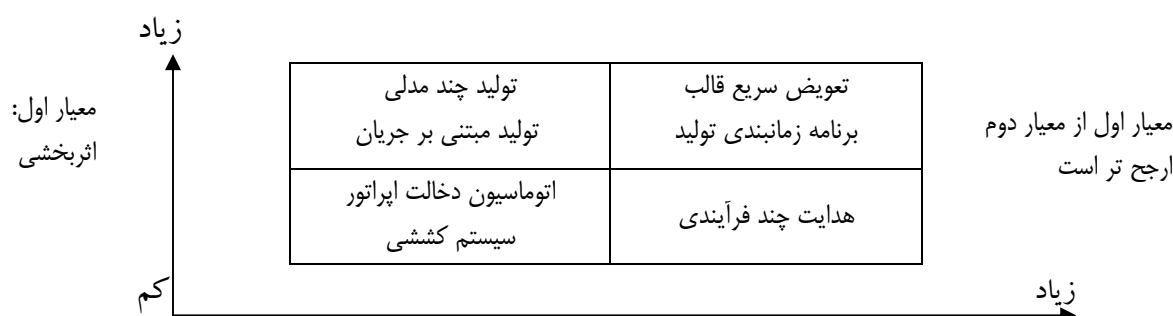 زیاد
معیار اول:
اثربخشی
تعویض سریع قالب
برنامه زمانبندی تولید
تولید چند مدلی
تولید مبتنی بر جریان
هدایت چند فرآیندی
اتوماسیون دخالت اپراتور
سیستم کششی
معیار اول از معیار دوم
ارجح تر است
کم
زیاد